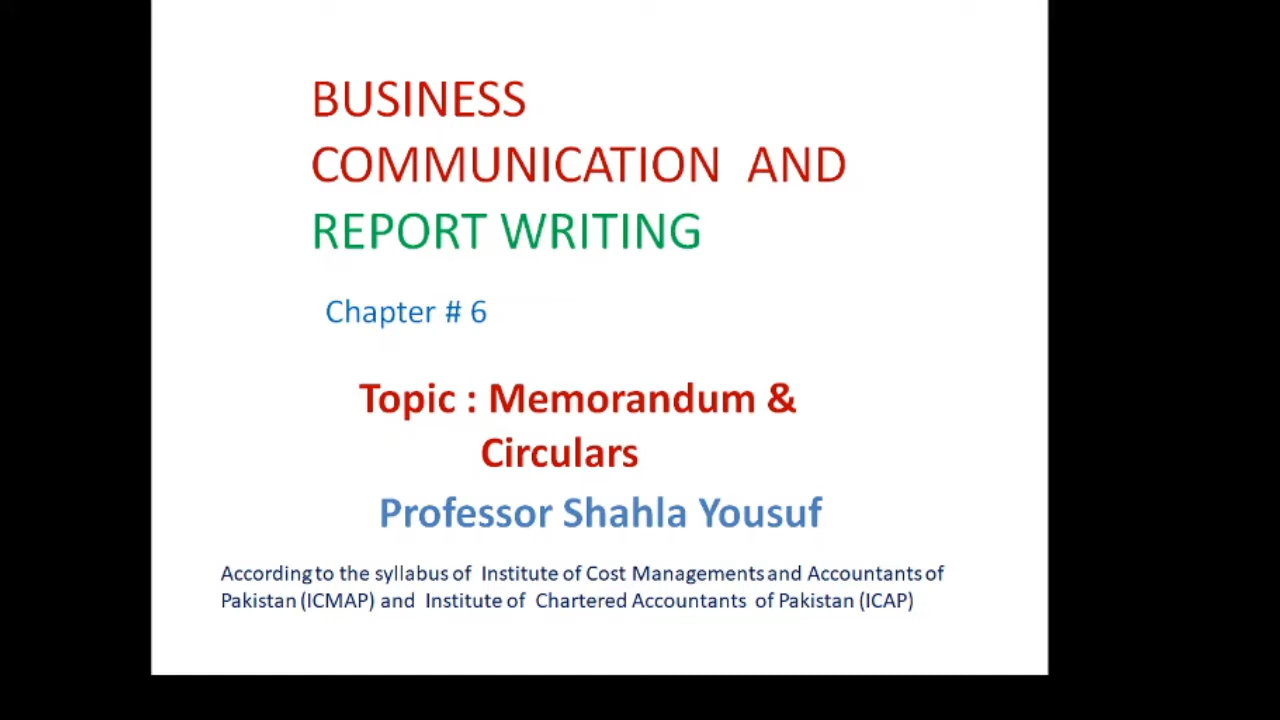 BUSINESS
COMMUNICATION AND
REPORT WRITING
Chapter # 6
Topic : Memorandum &
Circulars
Professor Shahla Yousuf
According to the syllabus of Institute of Cost Managements and Accountants of
Pakistan (ICMAP) and Institute of Chartered Accountants of Pakistan (ICAP)